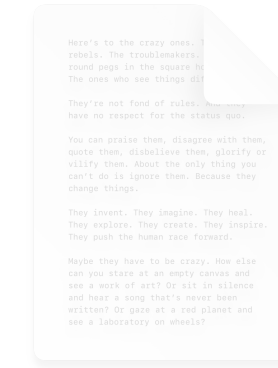 Here's to the crazy ones.
rebels. The troublemakers.
round pegs in the square
The ones who see things

They're not fond of rules.
have no respect for the status quo.

You can praise them, disagree with them,
quote them, disbelieve them, glorify or
vilify them. About the only thing you
can't do is ignore them. Because they
change things.

They invent. They imagine. They heal.
They explore. They create. They inspire.
They push the human race forward.

Maybe they have to be crazy. How else
can you stare at an empty canvas and
see a work of art? Or sit in silence
and hear a song that's never been
written? Or gaze at a red planet and
see a laboratory on wheels?